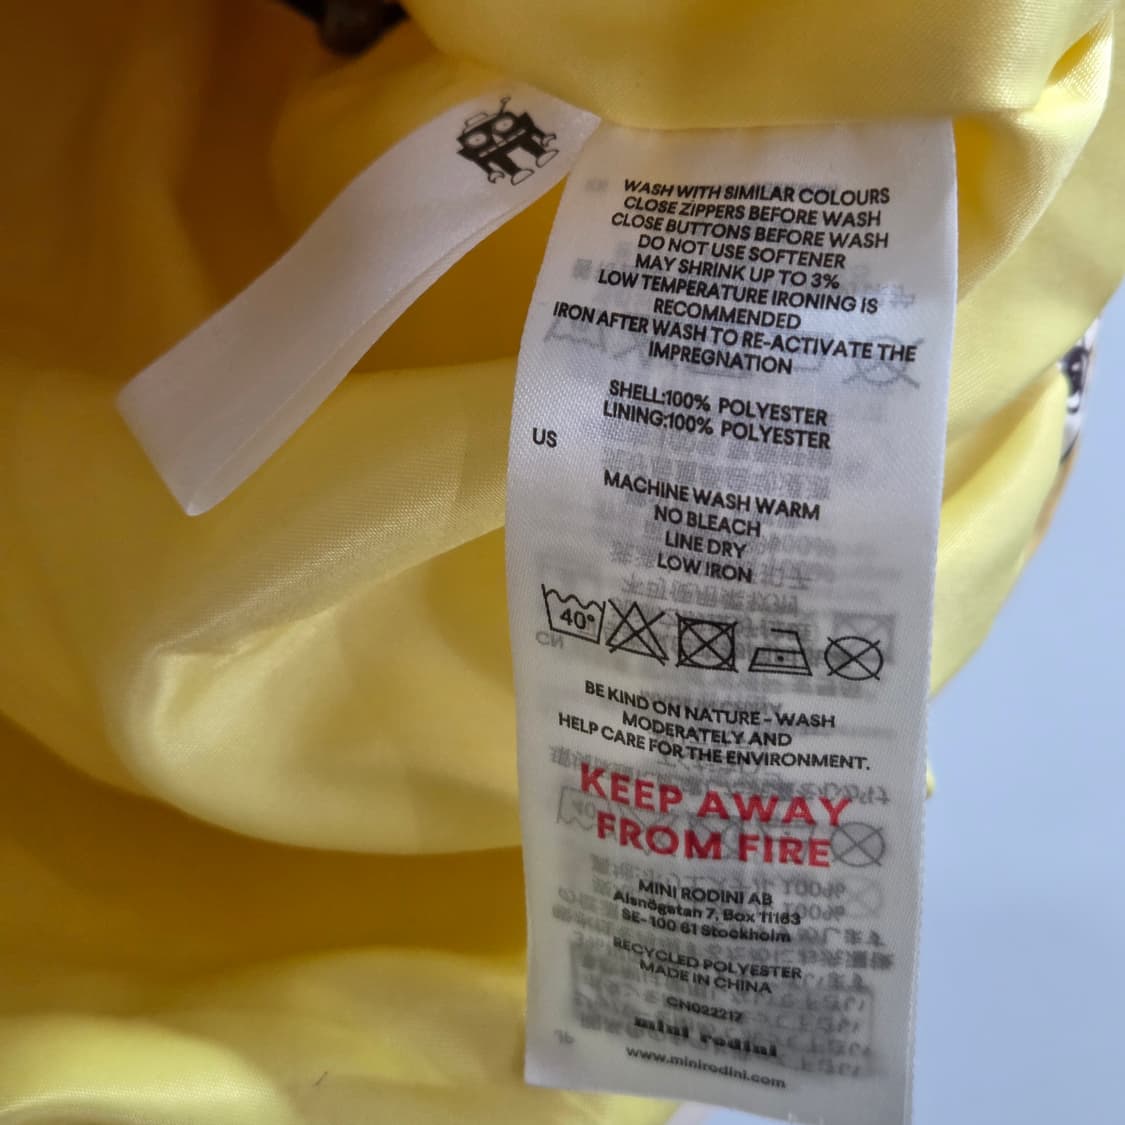 WASH WITH SIMILAR COLOURS
CLOSE ZIPPERS BEFORE WASH
CLOSE BUTTONS BEFORE WASH
DO NOT USE SOFTENER
MAY SHRINK UP TO 3%
LOW TEMPERATURE IRONING IS
RECOMMENDED
IRON AFTER WASH TO RE-ACTIVATE THE
IMPREGNATION
SHELL:100% POLYESTER
LINING:100% POLYESTER
US
MACHINE WASH WARM
NO BLEACH
LINE DRY
LOW IRON
40°
CN
BE KIND ON NATURE - WASH
MODERATELY AND
HELP CARE FOR THE ENVIRONMENT.
KEEP AWAY
FROM FIRE
MINI RODINI AB
Alsnögatan 7, Box 11163
SE-100 61 Stockholm
RECYCLED POLYESTER
MADE IN CHINA
CN022217
mini rodini
www.minirodini.com